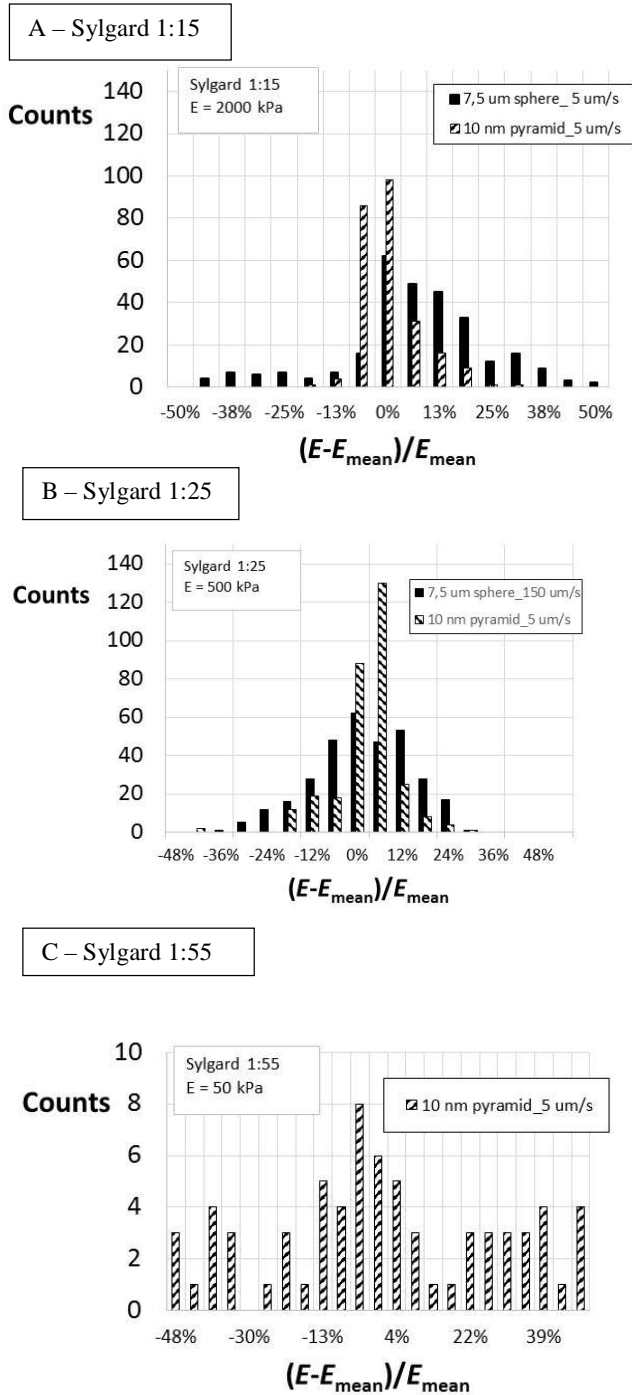 A – Sylgard 1:15
Counts
140
120
100
80
60
40
20
0
Sylgard 1:15
E = 2000 kPa
7,5 um sphere_ 5 um/s
10 nm pyramid_5 um/s
-50% -38% -25% -13% 0% 13% 25% 38% 50%
(E-Emean)/Emean
B – Sylgard 1:25
Counts
140
120
100
80
60
40
20
0
Sylgard 1:25
E = 500 kPa
7,5 um sphere_150 um/s
10 nm pyramid_5 um/s
-48% -36% -24% -12% 0% 12% 24% 36% 48%
(E-Emean)/Emean
C – Sylgard 1:55
Counts
10
8
6
4
2
0
Sylgard 1:55
E = 50 kPa
10 nm pyramid_5 um/s
-48% -30% -13% 4% 22% 39%
(E-Emean)/Emean